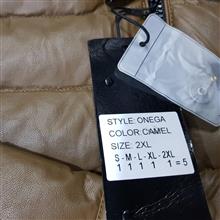 STYLE: ONEGA
COLOR:CAMEL
SIZE: 2XL
S - M - L - XL - 2XL
1 1 1 1 1 = 5